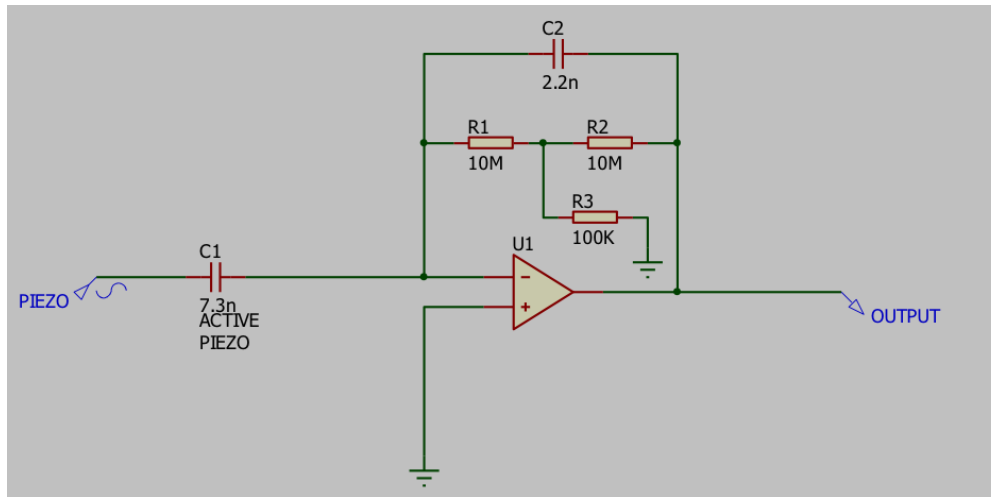 C2
2.2n
R1
10M
R2
10M
R3
100K
U1
C1
7.3n
ACTIVE
PIEZO
PIEZO
OUTPUT